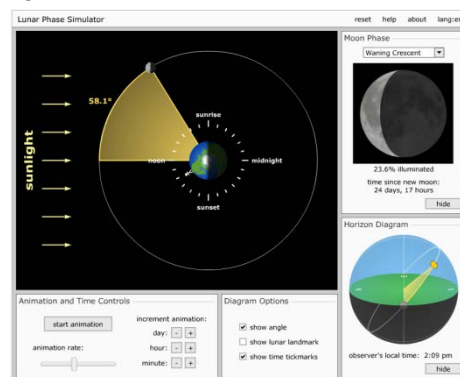 Lunar Phase Simulator
reset help about lang:en
sunlight
58.1°
sunrise
noon
midnight
sunset
Moon Phase
Waning Crescent
23.6% illuminated
time since new moon:
24 days, 17 hours
hide
Horizon Diagram
observer's local time: 2:09 pm
hide
Animation and Time Controls
start animation
animation rate:
increment animation:
day: - +
hour: - +
minute: - +
Diagram Options
show angle
show lunar landmark
show time tickmarks